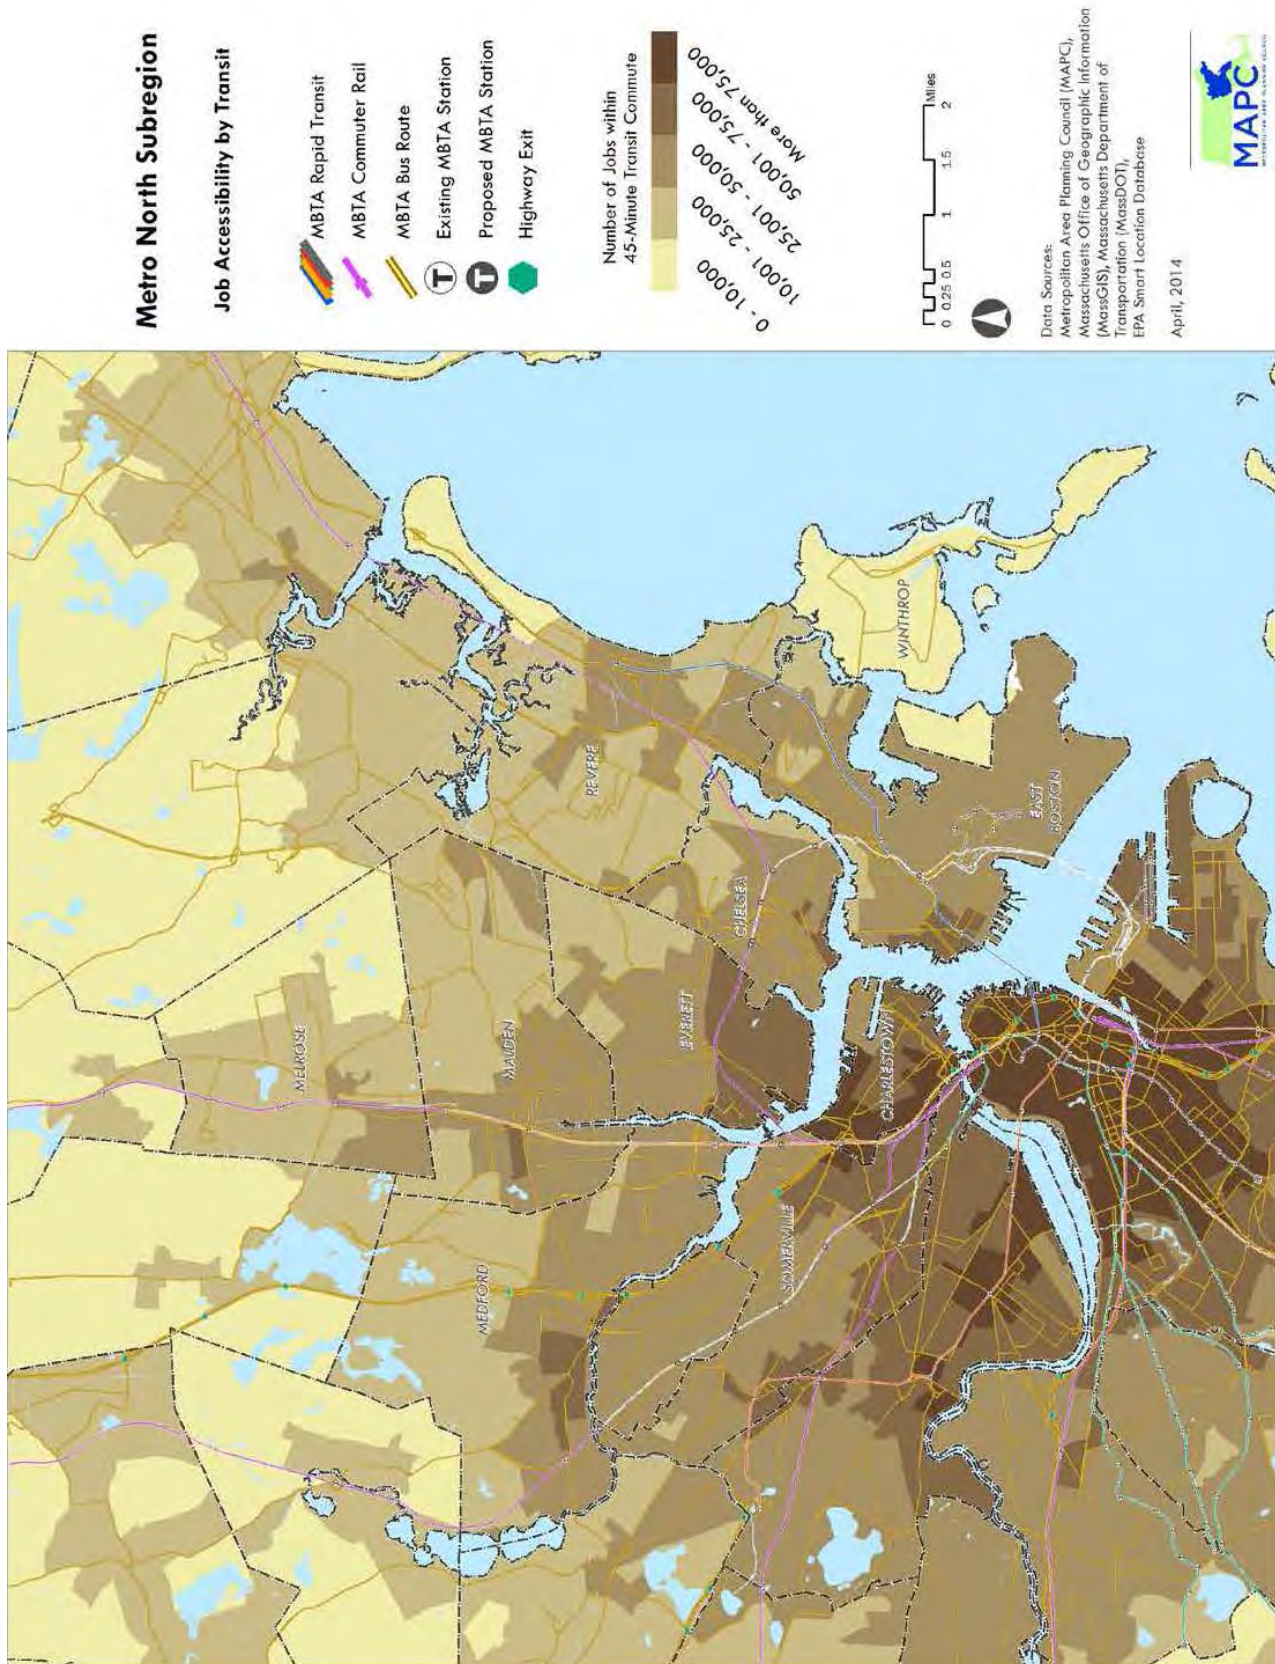 Metro North Subregion
Job Accessibility by Transit
MBTA Rapid Transit
MBTA Commuter Rail
MBTA Bus Route
T
Existing MBTA Station
T
Proposed MBTA Station
Highway Exit
Number of Jobs within
45-Minute Transit Commute
0 - 10,000
10,001 - 25,000
25,001 - 50,000
50,001 - 75,000
More than 75,000
0 0.25 0.5 1 1.5 2
Miles
Data Sources:
Metropolitan Area Planning Council (MAPC),
Massachusetts Office of Geographic Information
(MassGIS), Massachusetts Department of
Transportation (MassDOT),
EPA Smart Location Database
April, 2014
MAPC
METROPOLITAN AREA PLANNING COUNCIL
MELROSE
MALDEN
MEDFORD
EVERETT
REVERE
CHELSEA
SOMERVILLE
CHARLESTOWN
WINTHROP
EAST
BOSTON